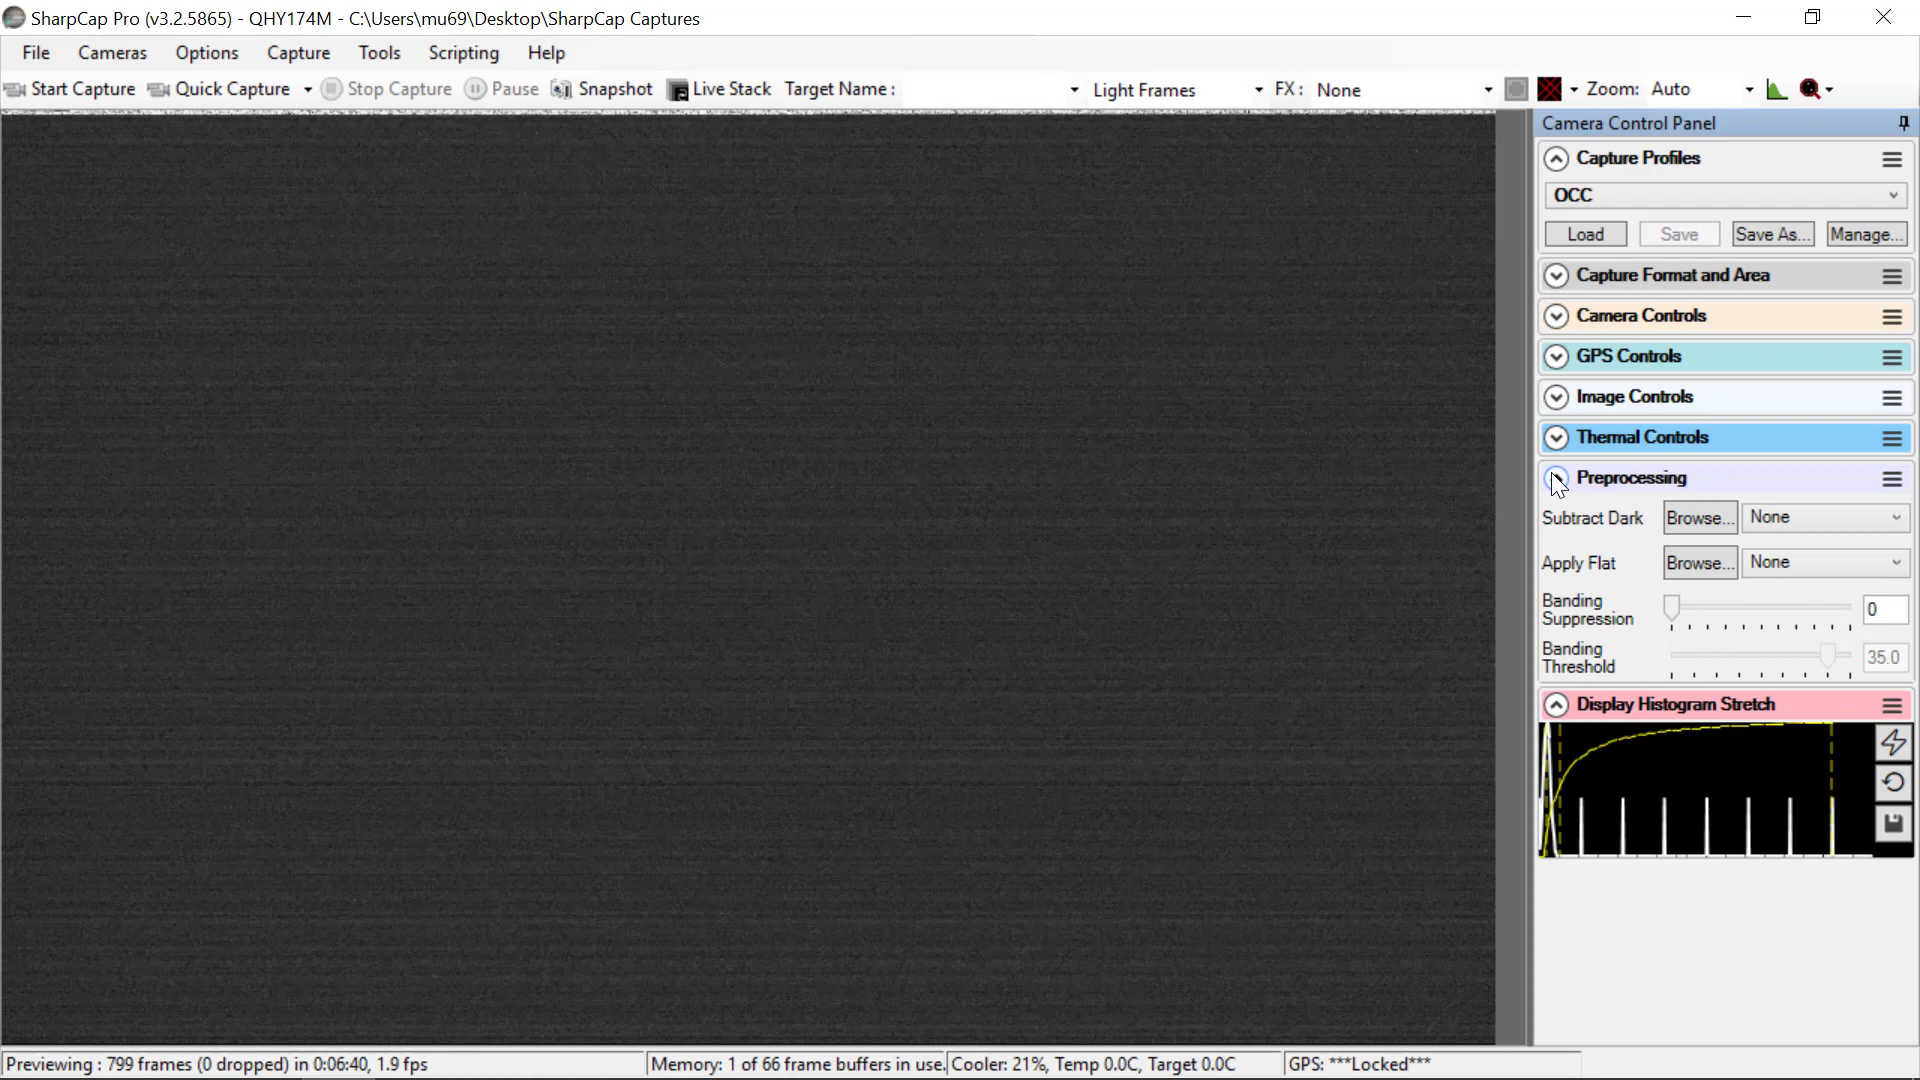 SharpCap Pro (v3.2.5865) - QHY174M - C:\Users\mu69\Desktop\SharpCap Captures
File Cameras Options Capture Tools Scripting Help
Start Capture Quick Capture Stop Capture Pause Snapshot Live Stack Target Name : Light Frames FX : None Zoom: Auto
Camera Control Panel
Capture Profiles
OCC
Load Save Save As... Manage...
Capture Format and Area
Camera Controls
GPS Controls
Image Controls
Thermal Controls
Preprocessing
Subtract Dark Browse... None
Apply Flat Browse... None
Banding
Suppression 0
Banding
Threshold 35.0
Display Histogram Stretch
Previewing : 799 frames (0 dropped) in 0:06:40, 1.9 fps Memory: 1 of 66 frame buffers in use. Cooler: 21%, Temp 0.0C, Target 0.0C GPS: ***Locked***